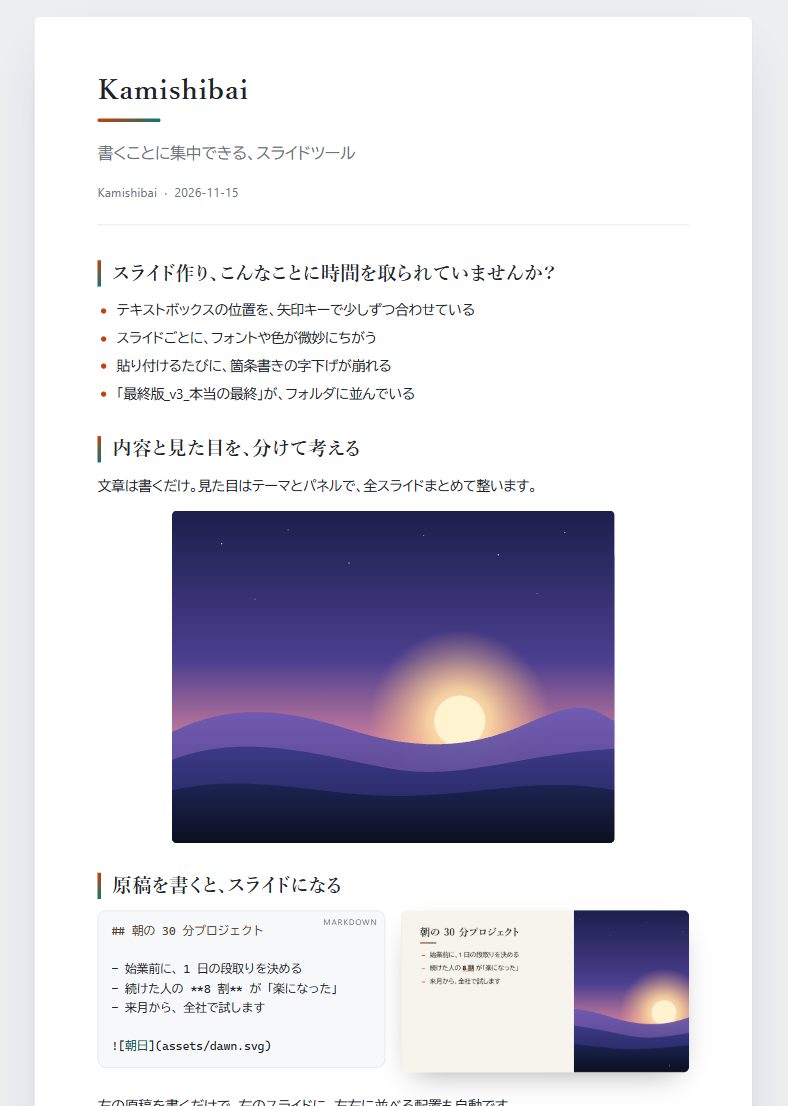 Kamishibai
書くことに集中できる、スライドツール
Kamishibai · 2026-11-15
スライド作り、こんなことに時間を取られていませんか？
テキストボックスの位置を、矢印キーで少しずつ合わせている
スライドごとに、フォントや色が微妙にちがう
貼り付けるたびに、箇条書きの字下げが崩れる
「最終版_v3_本当の最終」が、フォルダに並んでいる
内容と見た目を、分けて考える
文章は書くだけ。見た目はテーマとパネルで、全スライドまとめて整います。
原稿を書くと、スライドになる
MARKDOWN
## 朝の 30 分プロジェクト
- 始業前に、1 日の段取りを決める
- 続けた人の **8 割** が「楽になった」
- 来月から、全社で試します
![朝日](assets/dawn.svg)
朝の 30 分プロジェクト
- 始業前に、1 日の段取りを決める
- 続けた人の 8 割 が「楽になった」
- 来月から、全社で試します